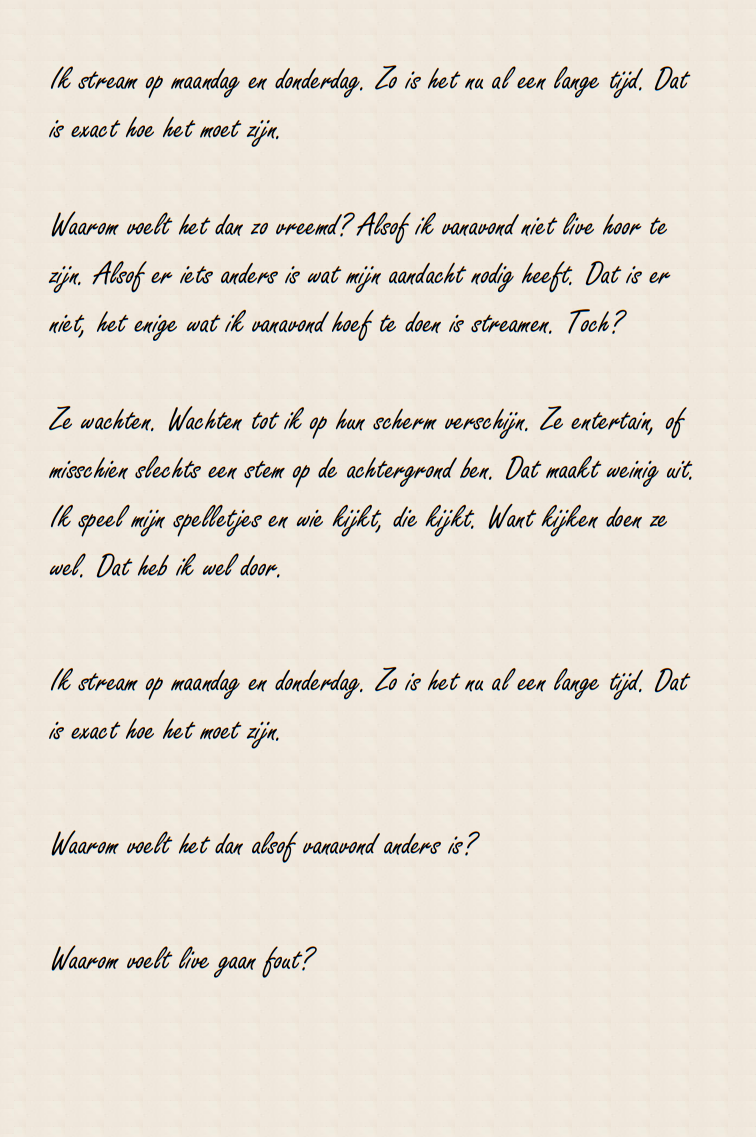 Ik stream op maandag en donderdag. Zo is het nu al een lange tijd. Dat
is exact hoe het moet zijn.
Waarom voelt het dan zo vreemd? Alsof ik vanavond niet live hoor te
zijn. Alsof er iets anders is wat mijn aandacht nodig heeft. Dat is er
niet, het enige wat ik vanavond hoef te doen is streamen. Toch?
Ze wachten. Wachten tot ik op hun scherm verschijn. Ze entertain, of
misschien slechts een stem op de achtergrond ben. Dat maakt weinig uit.
Ik speel mijn spelletjes en wie kijkt, die kijkt. Want kijken doen ze
wel. Dat heb ik wel door.
Ik stream op maandag en donderdag. Zo is het nu al een lange tijd. Dat
is exact hoe het moet zijn.
Waarom voelt het dan alsof vanavond anders is?
Waarom voelt live gaan fout?